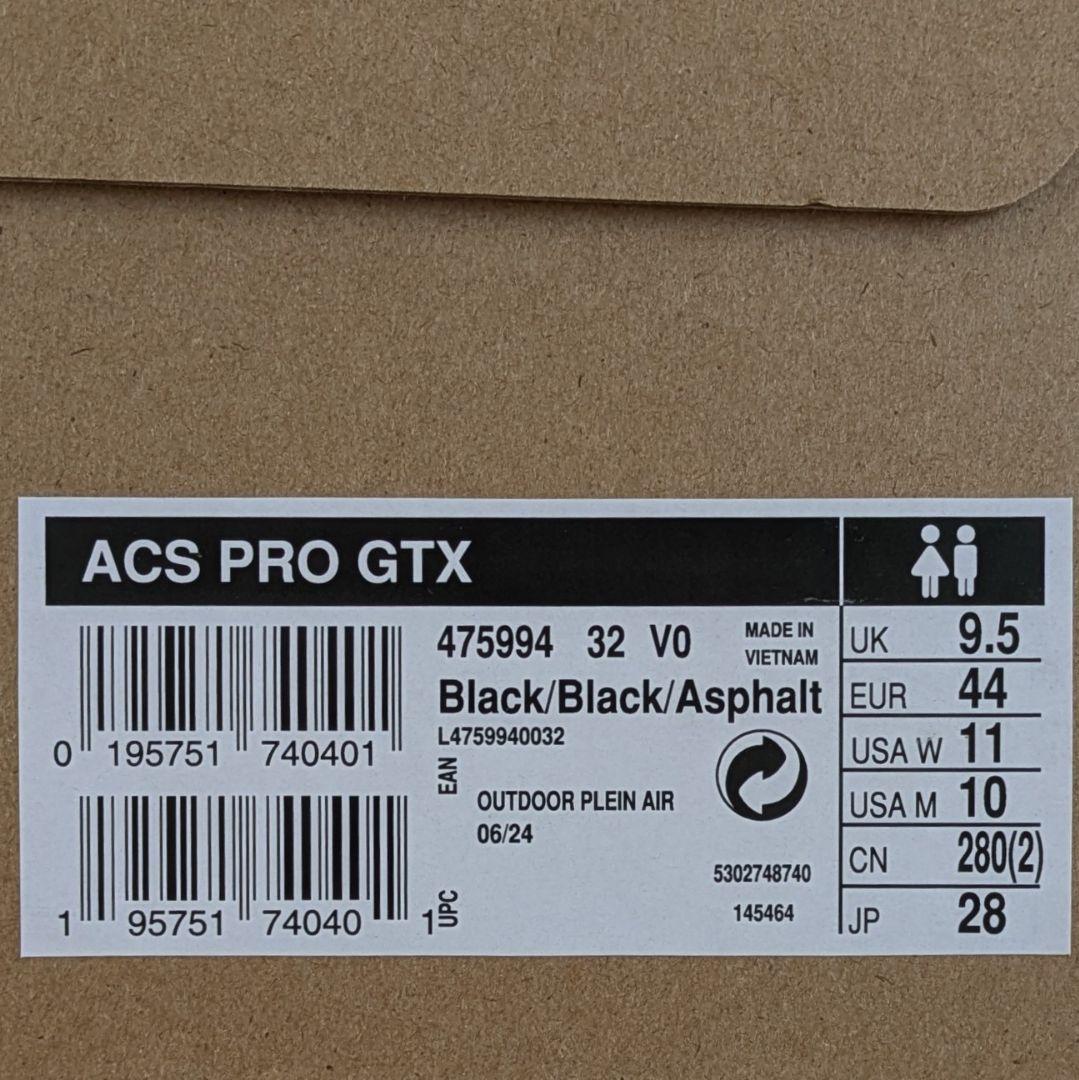 ACS PRO GTX
0 195751 740401
EAN
1 95751 74040 1
UPC
475994 32 V0
MADE IN
VIETNAM
Black/Black/Asphalt
L4759940032
OUTDOOR PLEIN AIR
06/24
5302748740
145464
UK 9.5
EUR 44
USA W 11
USA M 10
CN 280(2)
JP 28